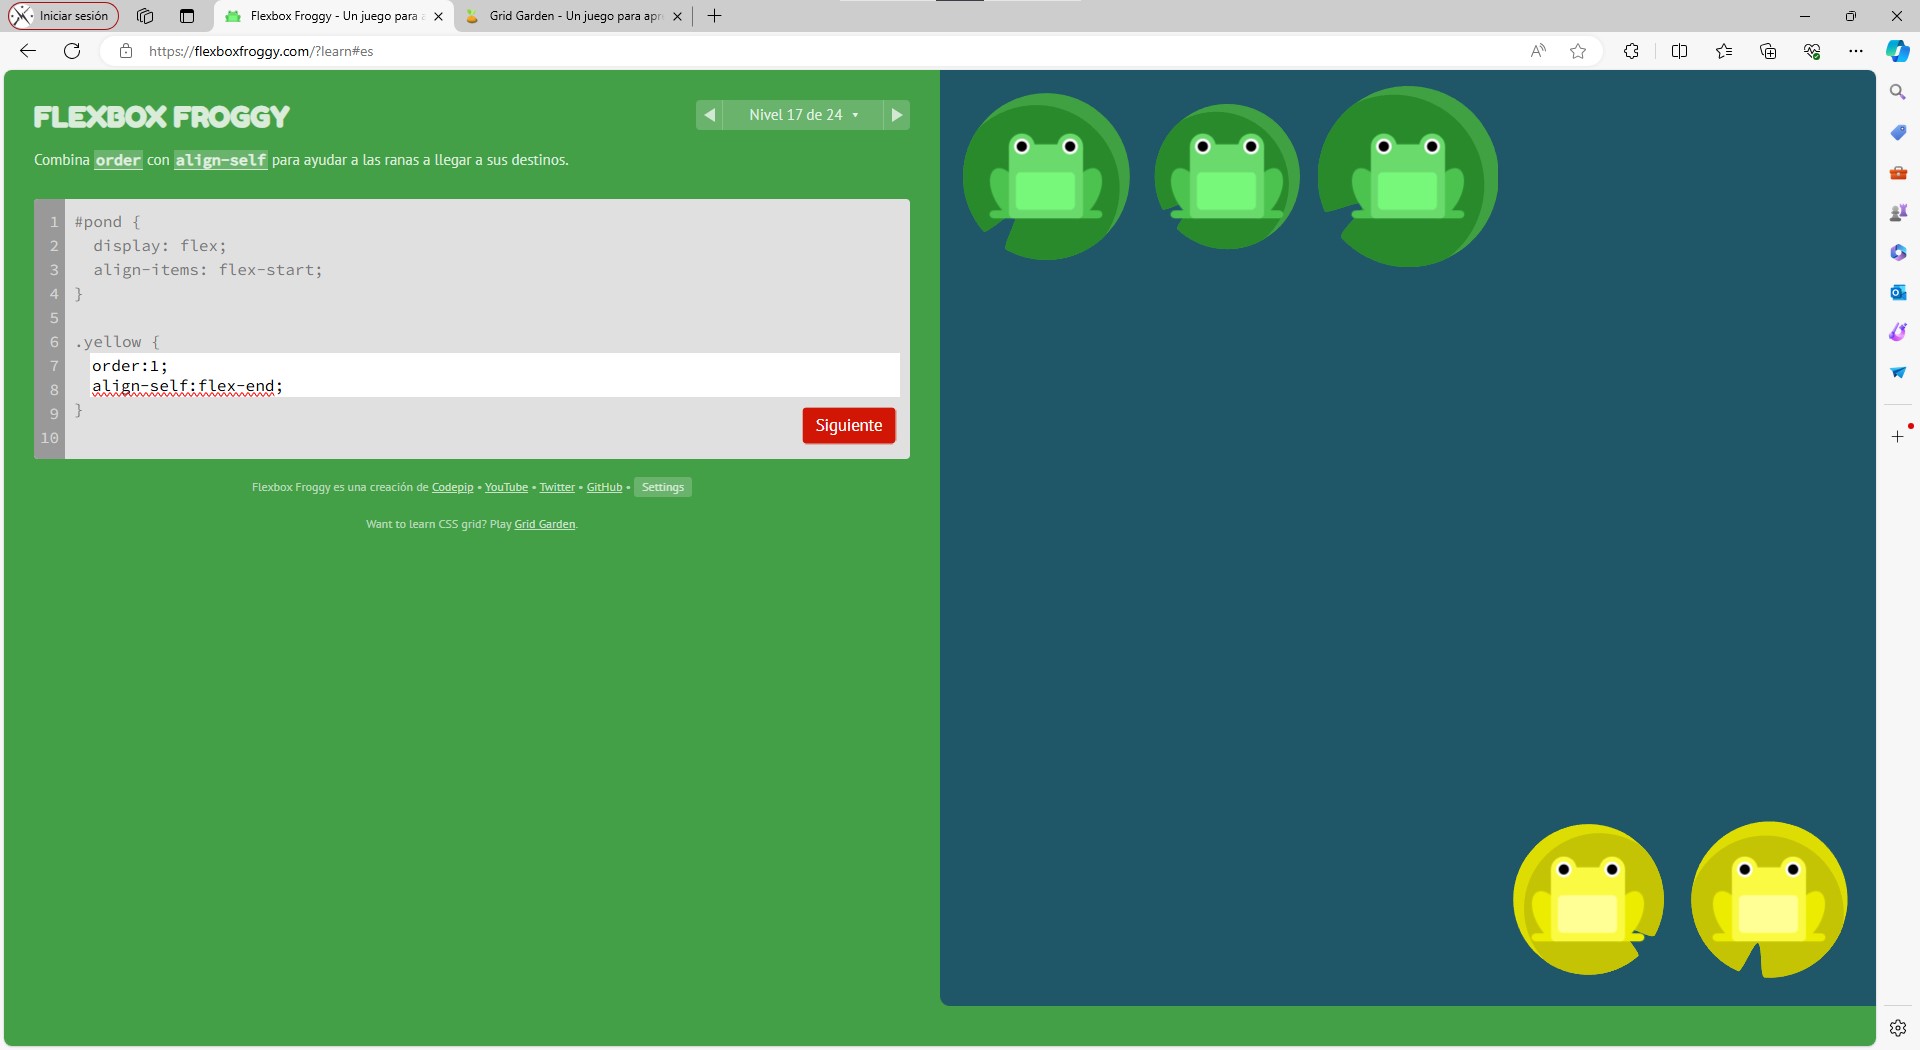 Iniciar sesión
Flexbox Froggy - Un juego para a
Grid Garden - Un juego para apr
https://flexboxfroggy.com/?learn#es
FLEXBOX FROGGY
Nivel 17 de 24
Combina order con align-self para ayudar a las ranas a llegar a sus destinos.
1 #pond {
2 display: flex;
3 align-items: flex-start;
4 }
5
6 .yellow {
7 order:1;
8 align-self:flex-end;
9 }
10
Siguiente
Flexbox Froggy es una creación de Codepip • YouTube • Twitter • GitHub • Settings
Want to learn CSS grid? Play Grid Garden.